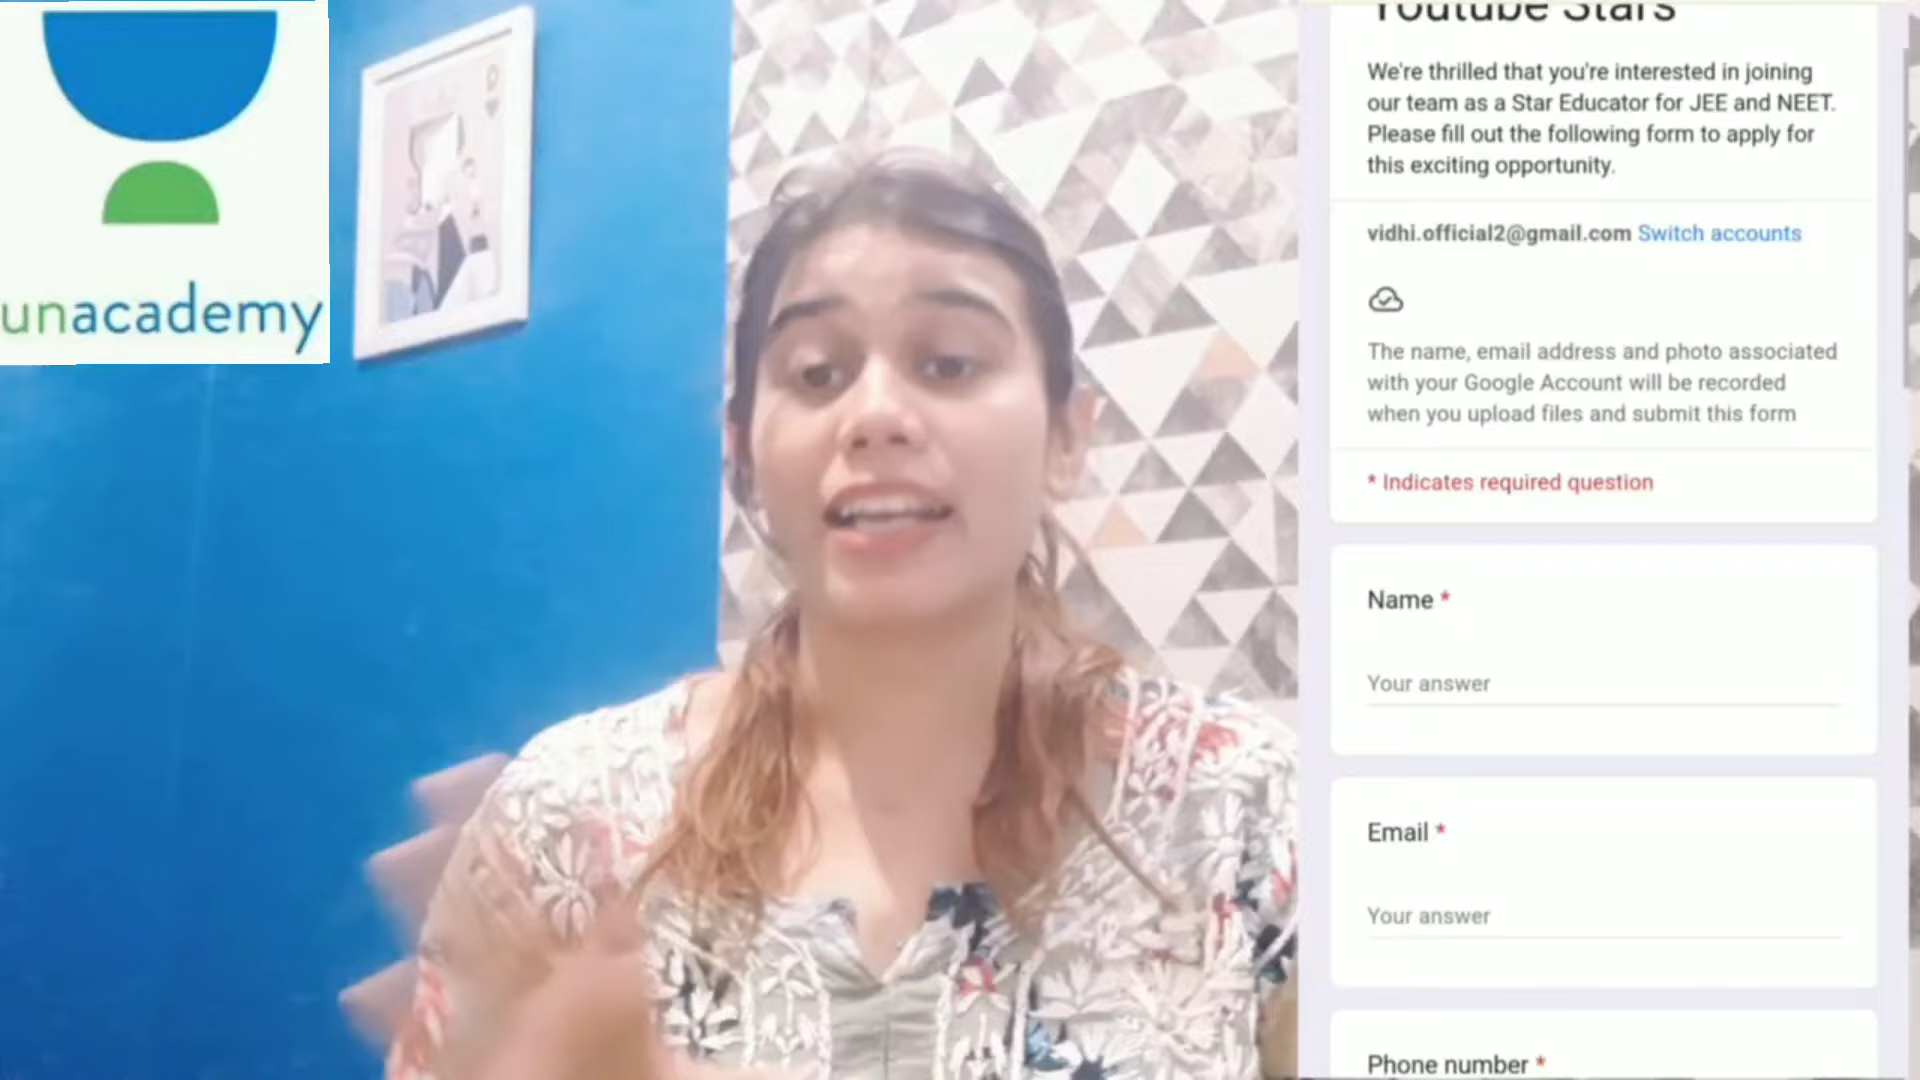 unacademy
Youtube Stars
We're thrilled that you're interested in joining
our team as a Star Educator for JEE and NEET.
Please fill out the following form to apply for
this exciting opportunity.
vidhi.official2@gmail.com Switch accounts
The name, email address and photo associated
with your Google Account will be recorded
when you upload files and submit this form
* Indicates required question
Name *
Your answer
Email *
Your answer
Phone number *